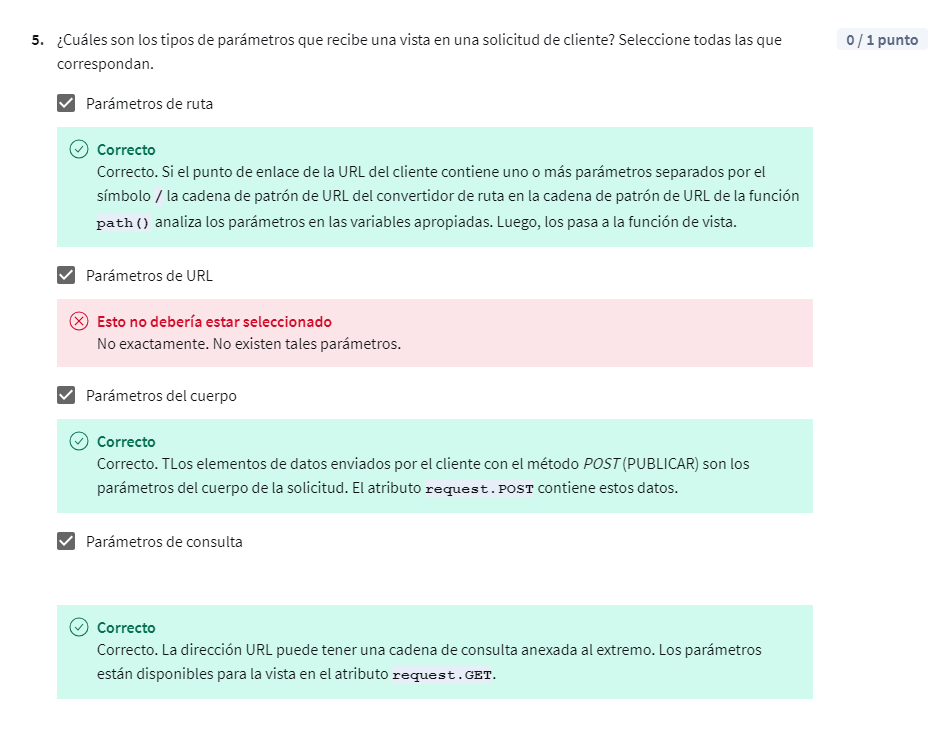 5. ¿Cuáles son los tipos de parámetros que recibe una vista en una solicitud de cliente? Seleccione todas las que
correspondan.
0 / 1 punto
Parámetros de ruta
Correcto
Correcto. Si el punto de enlace de la URL del cliente contiene uno o más parámetros separados por el
símbolo / la cadena de patrón de URL del convertidor de ruta en la cadena de patrón de URL de la función
path() analiza los parámetros en las variables apropiadas. Luego, los pasa a la función de vista.
Parámetros de URL
Esto no debería estar seleccionado
No exactamente. No existen tales parámetros.
Parámetros del cuerpo
Correcto
Correcto. TLos elementos de datos enviados por el cliente con el método POST (PUBLICAR) son los
parámetros del cuerpo de la solicitud. El atributo request.POST contiene estos datos.
Parámetros de consulta
Correcto
Correcto. La dirección URL puede tener una cadena de consulta anexada al extremo. Los parámetros
están disponibles para la vista en el atributo request.GET.